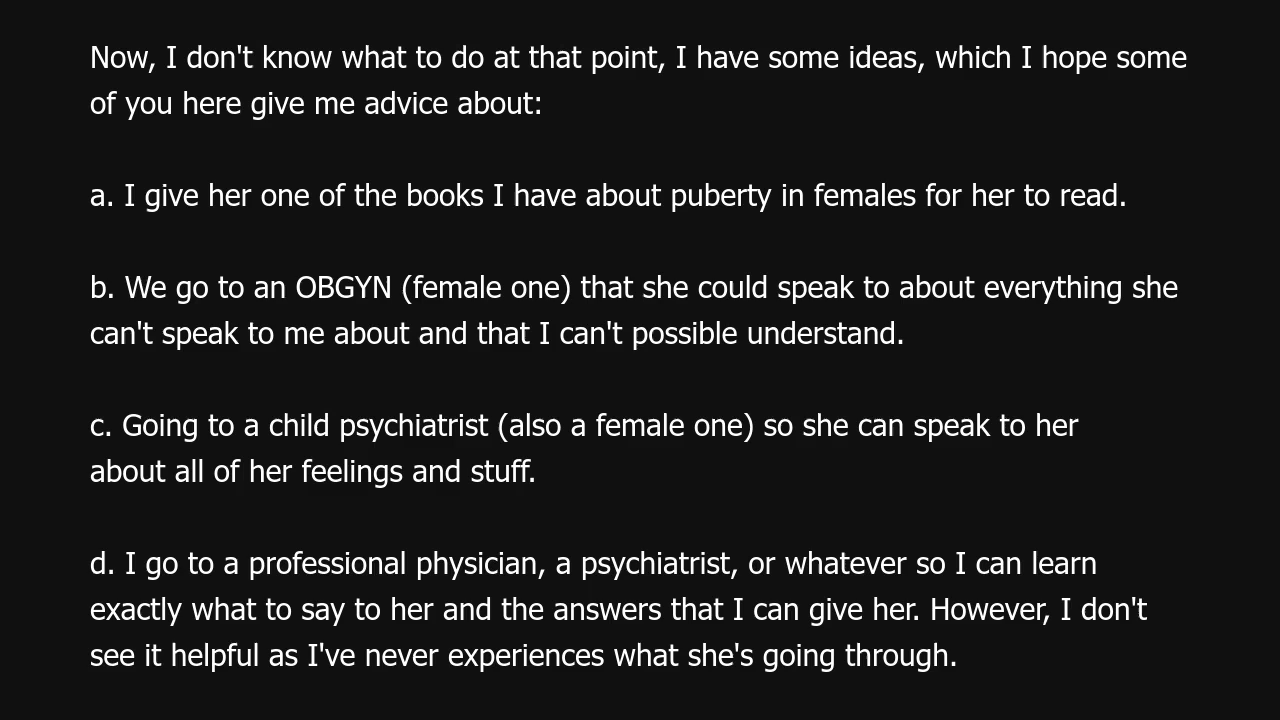 Now, I don't know what to do at that point, I have some ideas, which I hope some
of you here give me advice about:
a. I give her one of the books I have about puberty in females for her to read.
b. We go to an OBGYN (female one) that she could speak to about everything she
can't speak to me about and that I can't possible understand.
c. Going to a child psychiatrist (also a female one) so she can speak to her
about all of her feelings and stuff.
d. I go to a professional physician, a psychiatrist, or whatever so I can learn
exactly what to say to her and the answers that I can give her. However, I don't
see it helpful as I've never experiences what she's going through.